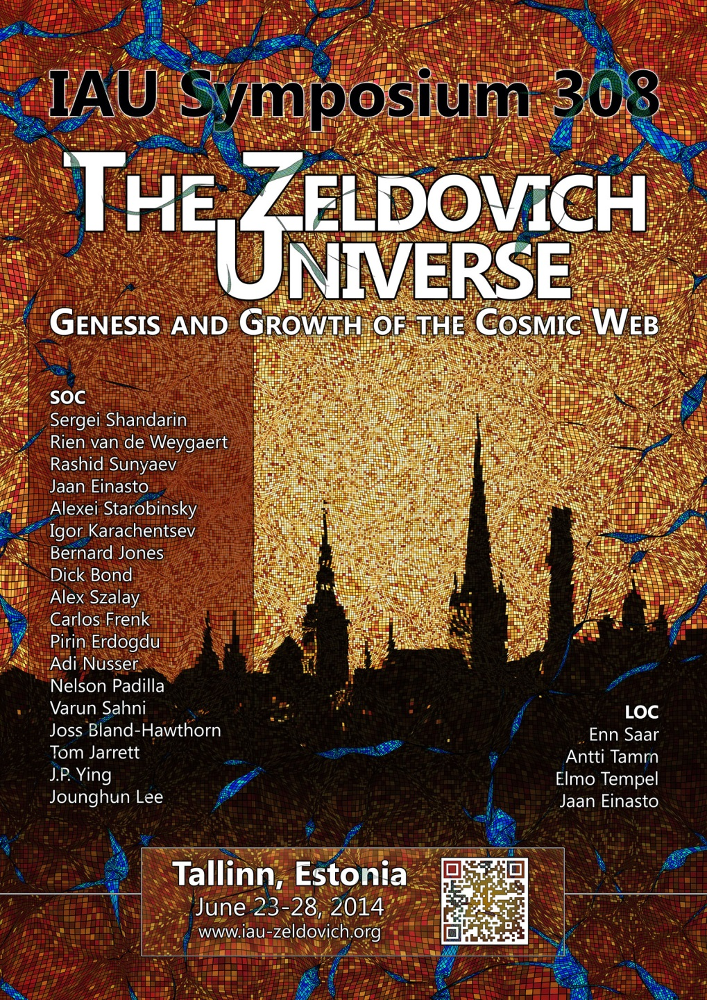 IAU Symposium 308
THE ZELDOVICH
UNIVERSE
GENESIS AND GROWTH OF THE COSMIC WEB
SOC
Sergei Shandarin
Rien van de Weygaert
Rashid Sunyaev
Jaan Einasto
Alexei Starobinsky
Igor Karachentsev
Bernard Jones
Dick Bond
Alex Szalay
Carlos Frenk
Pirin Erdogdu
Adi Nusser
Nelson Padilla
Varun Sahni
Joss Bland-Hawthorn
Tom Jarrett
J.P. Ying
Jounghun Lee
LOC
Enn Saar
Antti Tamm
Elmo Tempel
Jaan Einasto
Tallinn, Estonia
June 23-28, 2014
www.iau-zeldovich.org